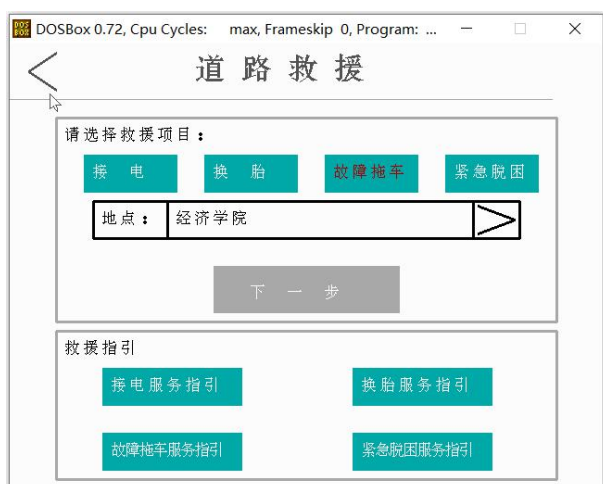 DOSBox 0.72, Cpu Cycles: max, Frameskip 0, Program: ...
道路救援
请选择救援项目：
接电 换胎 故障拖车 紧急脱困
地点： 经济学院
下一步
救援指引
接电服务指引 换胎服务指引
故障拖车服务指引 紧急脱困服务指引